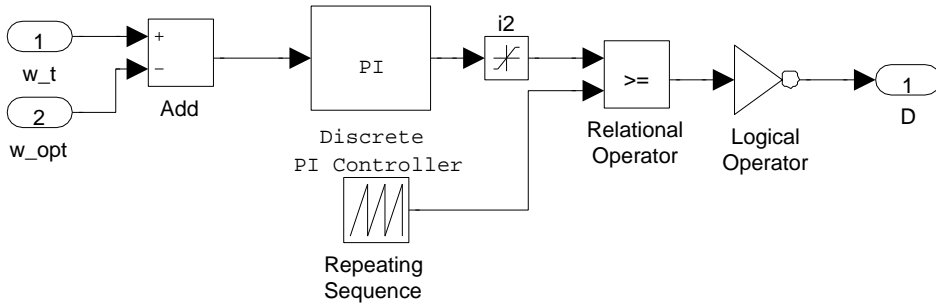 1
w_t
2
w_opt
+
−
Add
PI
Discrete
PI Controller
Repeating
Sequence
i2
>=
Relational
Operator
Logical
Operator
1
D